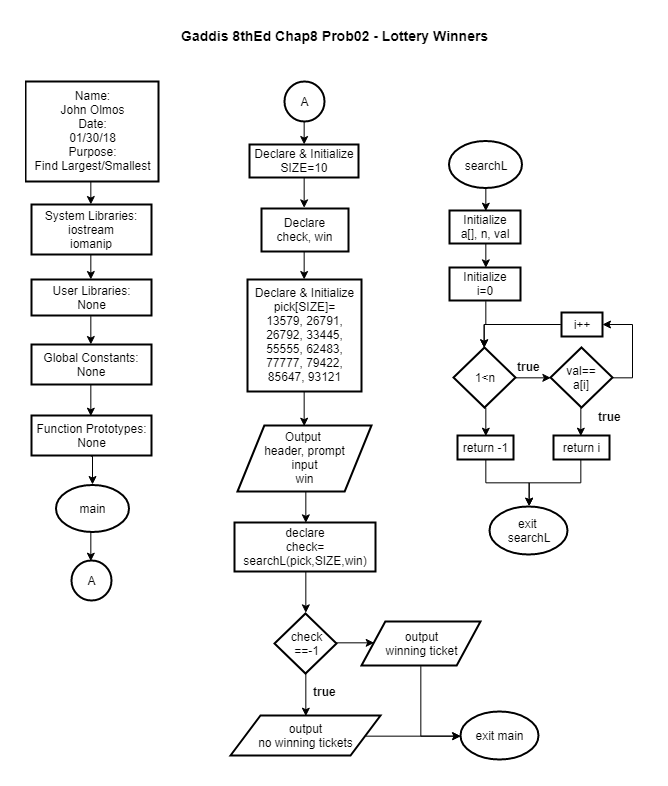 Gaddis 8thEd Chap8 Prob02 - Lottery Winners
Name:
John Olmos
Date:
01/30/18
Purpose:
Find Largest/Smallest
System Libraries:
iostream
iomanip
User Libraries:
None
Global Constants:
None
Function Prototypes:
None
main
A
A
Declare & Initialize
SIZE=10
Declare
check, win
Declare & Initialize
pick[SIZE]=
13579, 26791,
26792, 33445,
55555, 62483,
77777, 79422,
85647, 93121
Output
header, prompt
input
win
declare
check=
searchL(pick,SIZE,win)
check
==-1
output
winning ticket
true
output
no winning tickets
exit main
searchL
Initialize
a[], n, val
Initialize
i=0
i++
1<n
true
val==
a[i]
true
return -1
return i
exit
searchL